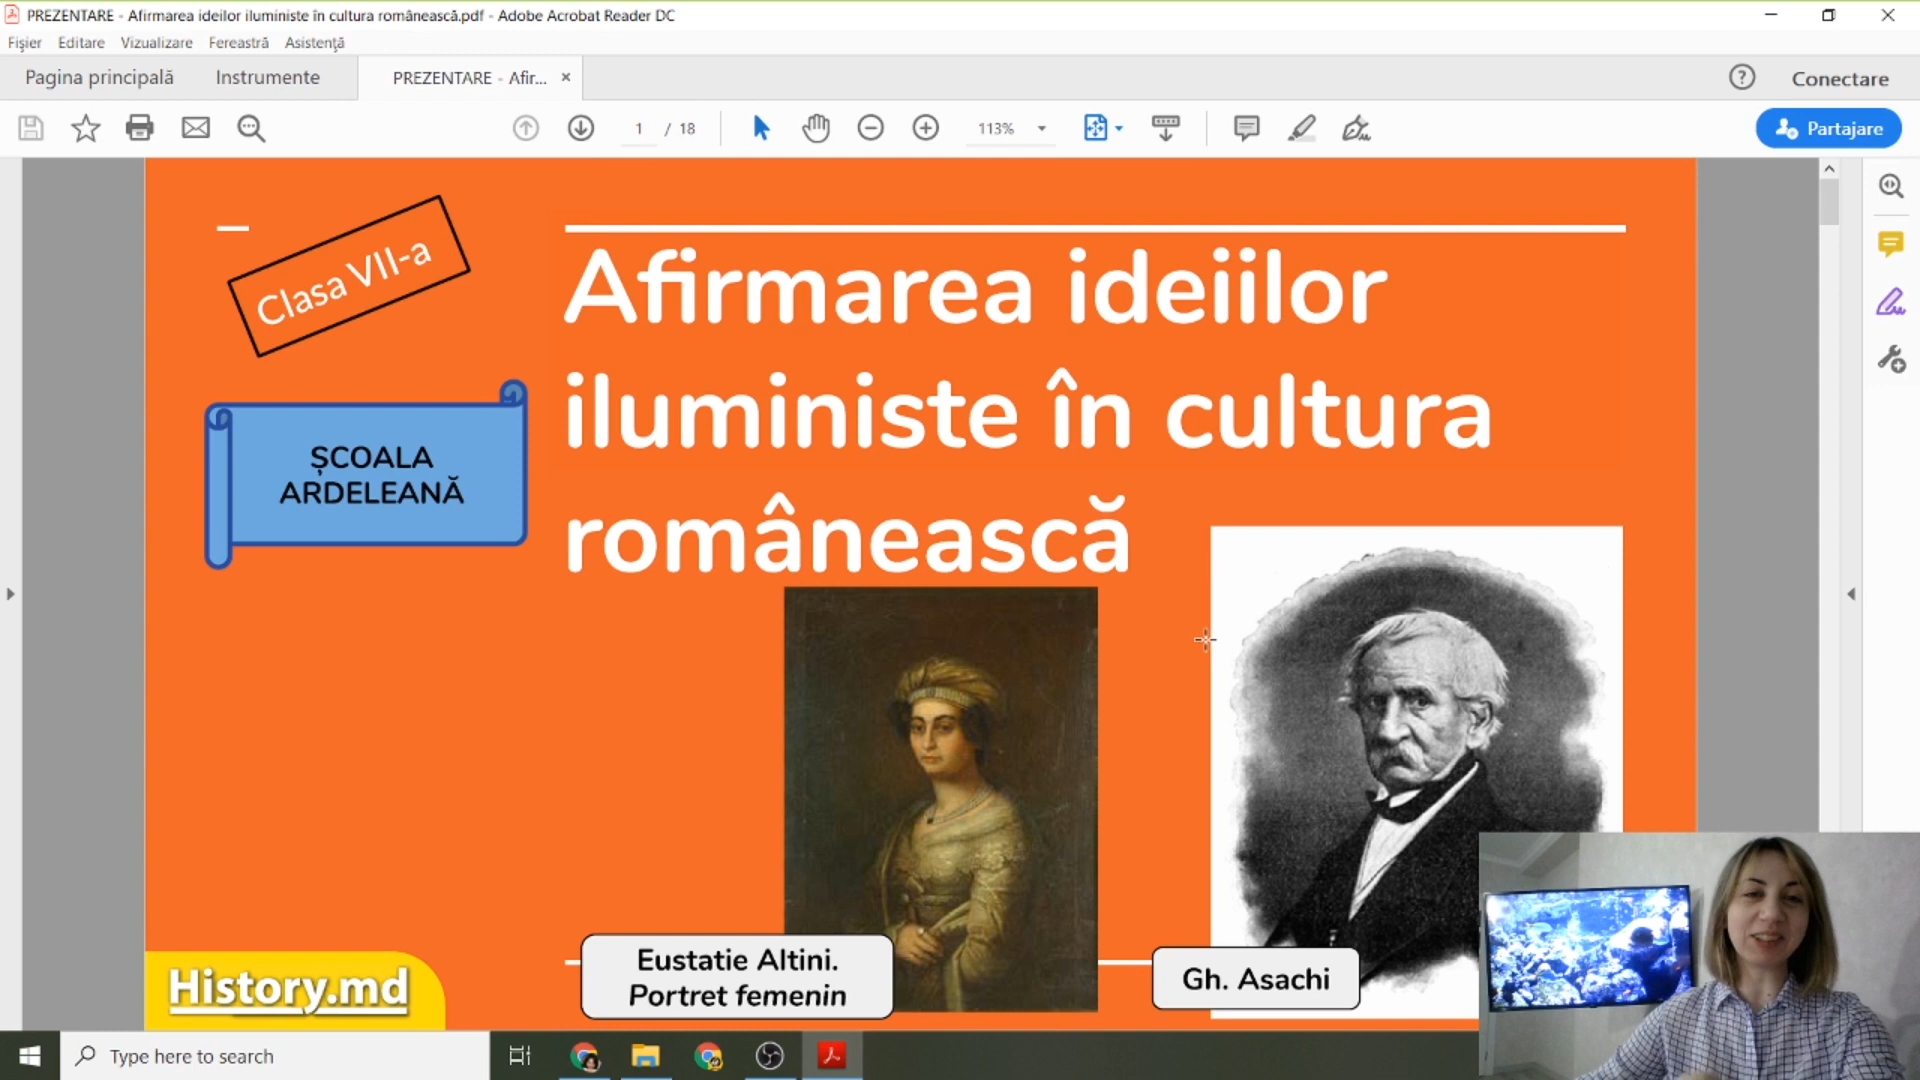 PREZENTARE - Afirmarea ideilor iluministe în cultura românească.pdf - Adobe Acrobat Reader DC
Fișier Editare Vizualizare Fereastră Asistență
Pagina principală Instrumente PREZENTARE - Afir... × Conectare
1 / 18 113% Partajare
Clasa VII-a
Afirmarea ideiilor
iluministe în cultura
românească
ȘCOALA
ARDELEANĂ
Eustatie Altini.
Portret femenin
Gh. Asachi
History.md
Type here to search